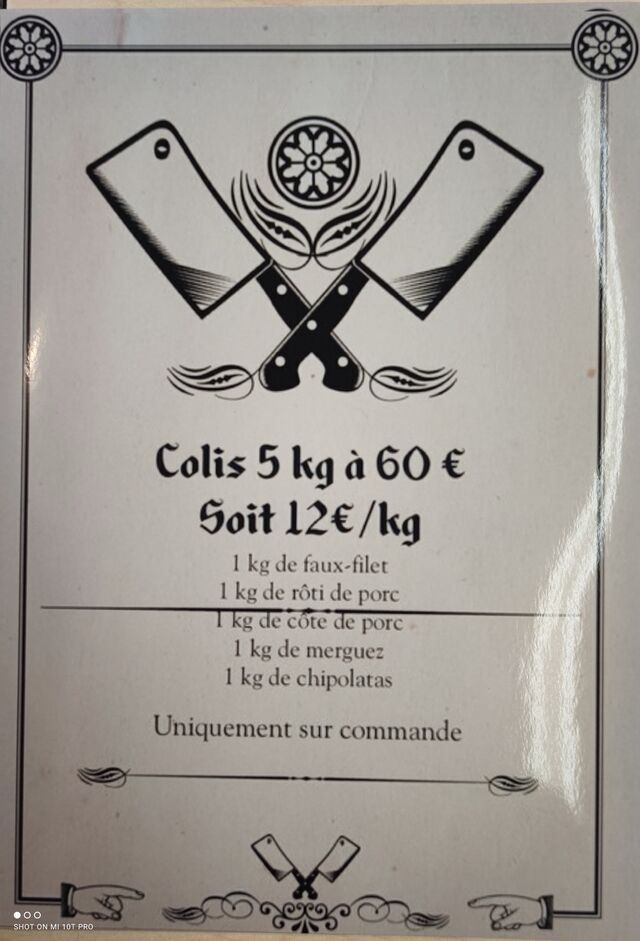 Colis 5 kg à 60 €
Soit 12€/kg
1 kg de faux-filet
1 kg de rôti de porc
1 kg de côte de porc
1 kg de merguez
1 kg de chipolatas
Uniquement sur commande
SHOT ON MI 10T PRO